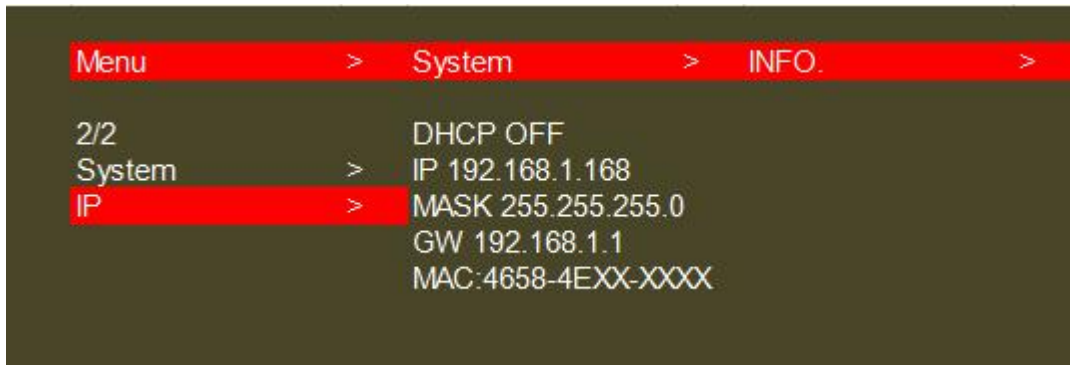 Menu > System > INFO. >
2/2 DHCP OFF
System > IP 192.168.1.168
IP > MASK 255.255.255.0
GW 192.168.1.1
MAC:4658-4EXX-XXXX